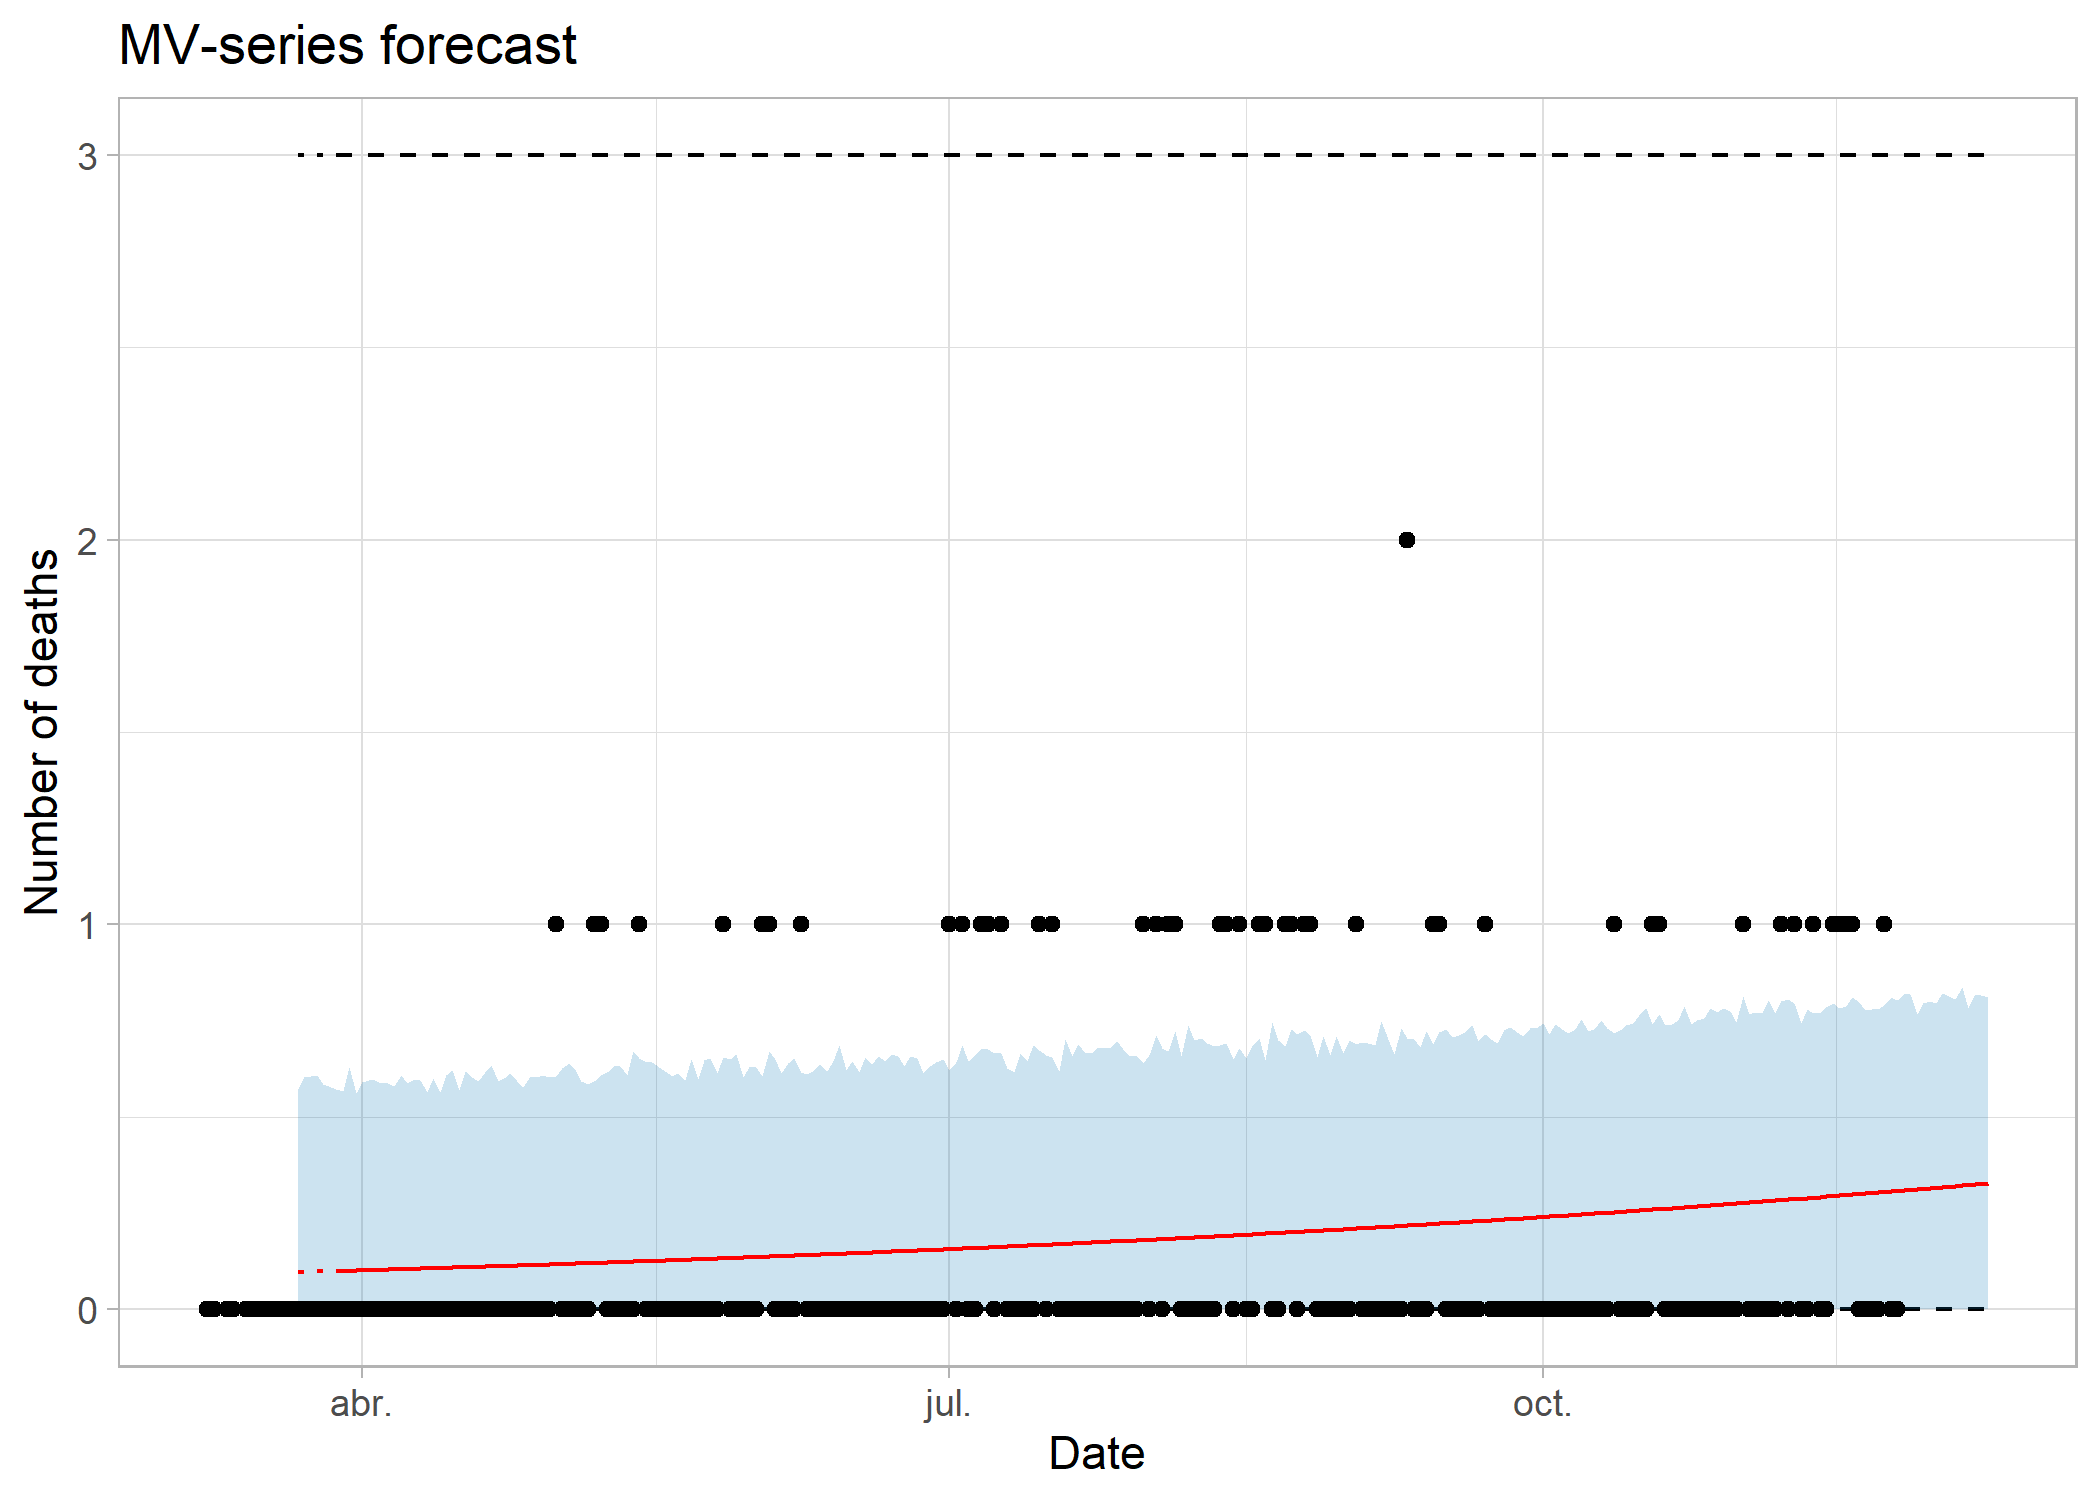 MV-series forecast
Number of deaths
3
2
1
0
abr.
jul.
oct.
Date